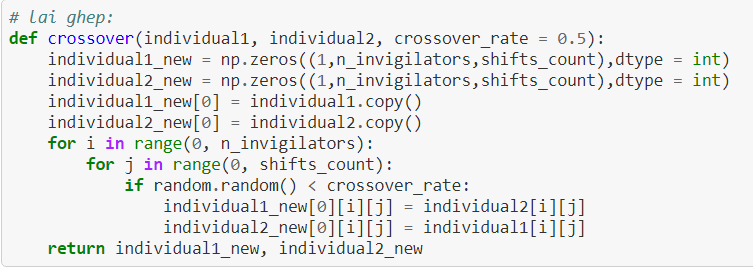 # lai ghep:
def crossover(individual1, individual2, crossover_rate = 0.5):
    individual1_new = np.zeros((1,n_invigilators,shifts_count),dtype = int)
    individual2_new = np.zeros((1,n_invigilators,shifts_count),dtype = int)
    individual1_new[0] = individual1.copy()
    individual2_new[0] = individual2.copy()
    for i in range(0, n_invigilators):
        for j in range(0, shifts_count):
            if random.random() < crossover_rate:
                individual1_new[0][i][j] = individual2[i][j]
                individual2_new[0][i][j] = individual1[i][j]
    return individual1_new, individual2_new